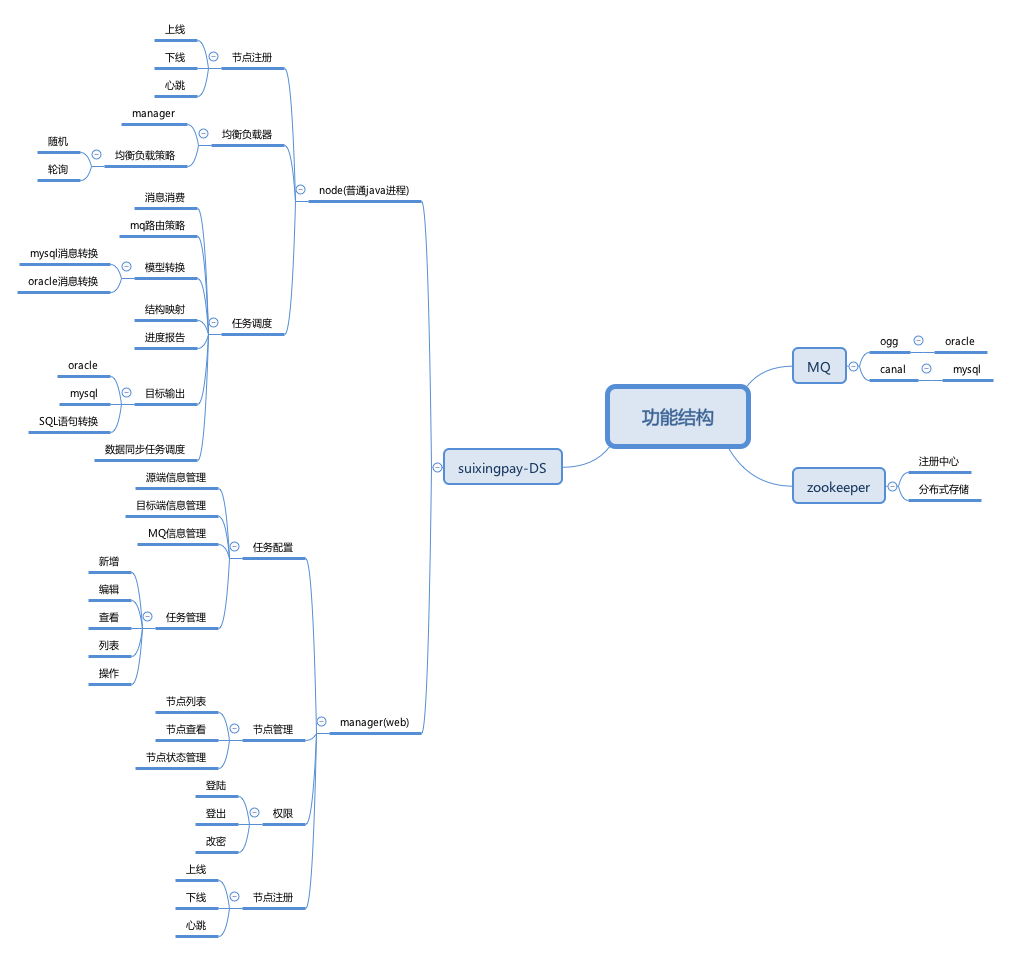 功能结构
MQ
ogg
oracle
canal
mysql
zookeeper
注册中心
分布式存储
suixingpay-DS
node(普通java进程)
节点注册
上线
下线
心跳
均衡负载器
manager
均衡负载策略
随机
轮询
任务调度
消息消费
mq路由策略
模型转换
mysql消息转换
oracle消息转换
结构映射
进度报告
目标输出
oracle
mysql
SQL语句转换
数据同步任务调度
manager(web)
任务配置
源端信息管理
目标端信息管理
MQ信息管理
任务管理
新增
编辑
查看
列表
操作
节点管理
节点列表
节点查看
节点状态管理
权限
登陆
登出
改密
节点注册
上线
下线
心跳